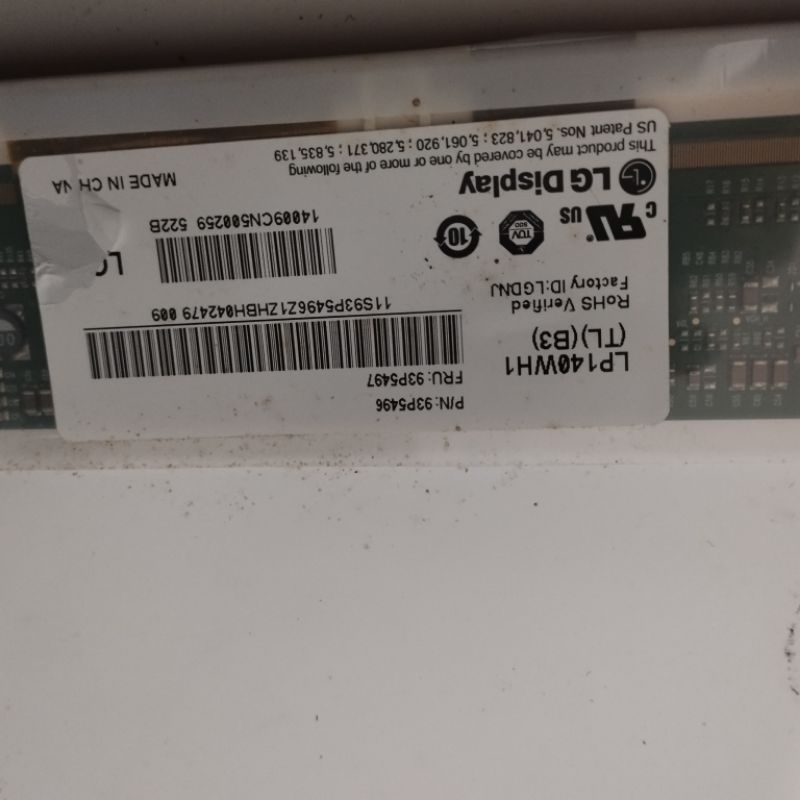 P/N: 93P5496
FRU: 93P5497
LP140WH1
(TL)(B3)
11S93P5496Z1ZHBH042479 009
RoHS Verified
Factory ID:LGDNJ
14009CN500259 522B
C UL US
TÜV
10
LG Display
MADE IN CHINA
This product may be covered by one or more of the following
US Patent Nos. 5,041,823 ; 5,061,920 ; 5,280,371 ; 5,835,139